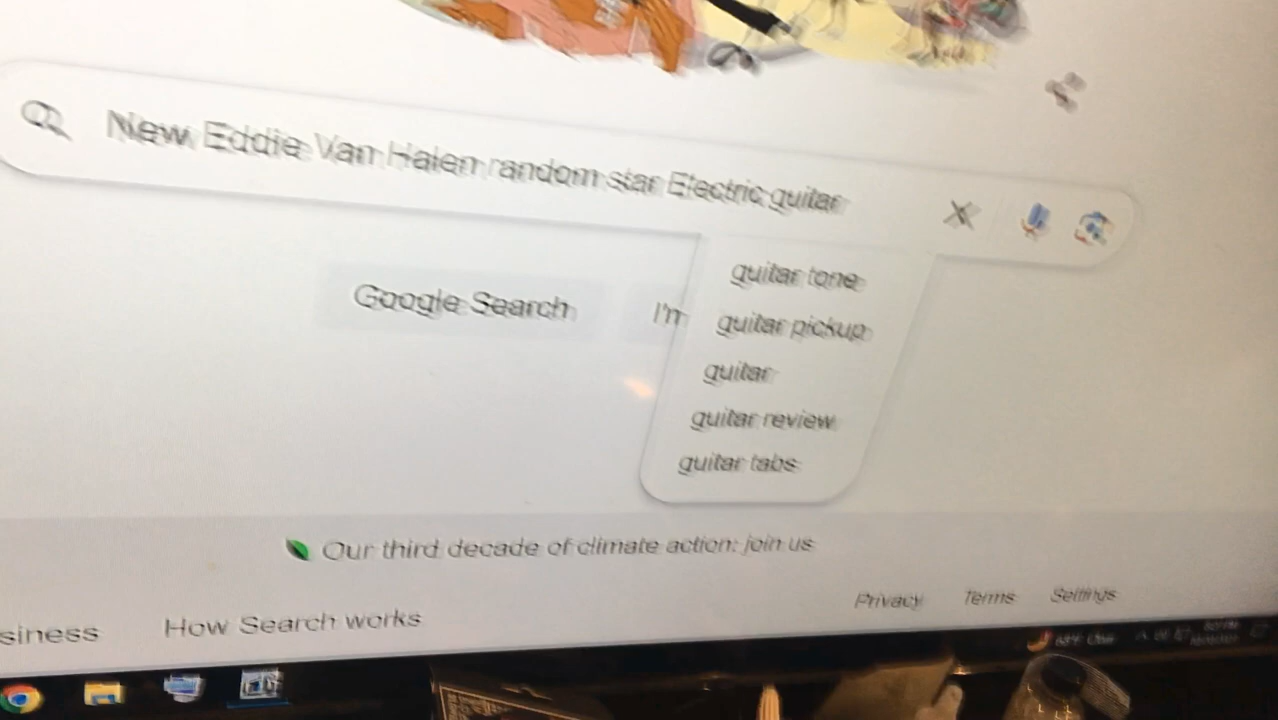 New Eddie Van Halen random star Electric guitar
guitar tone
Google Search
I'm
guitar pickup
guitar
guitar review
guitar tabs
Our third decade of climate action: join us
Privacy Terms Settings
siness How Search works